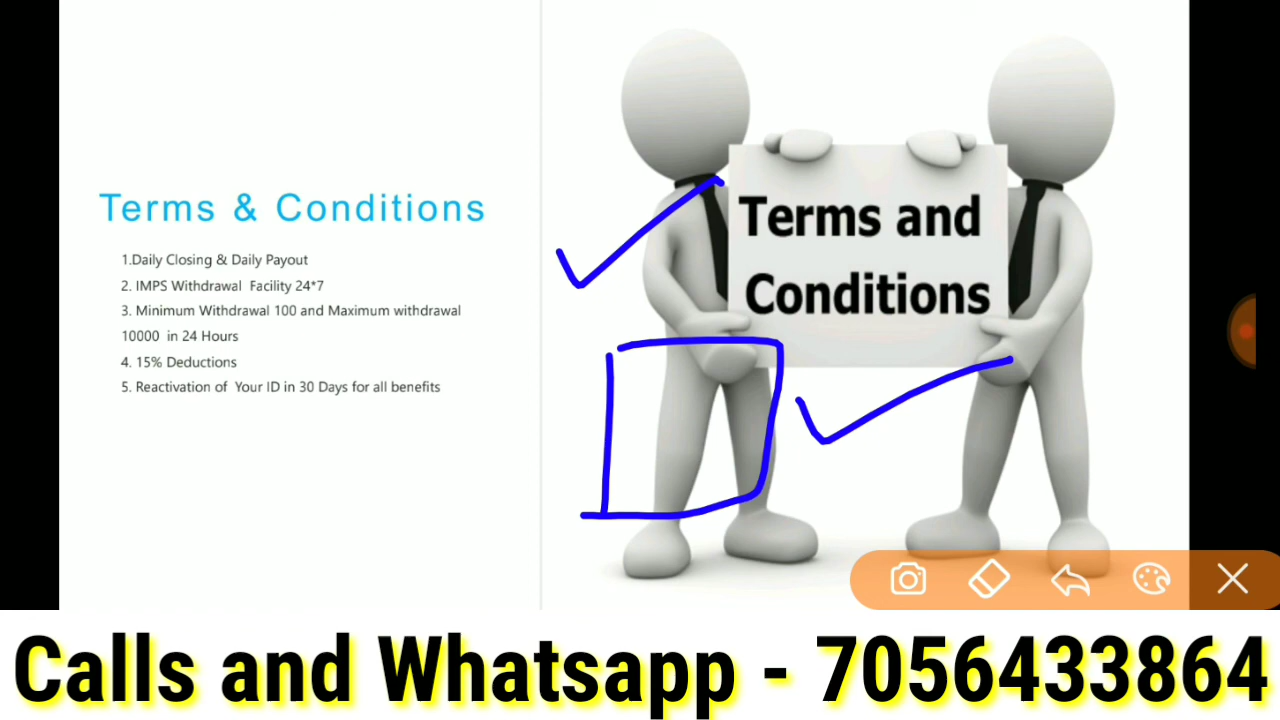 Terms & Conditions
1.Daily Closing & Daily Payout
2. IMPS Withdrawal Facility 24*7
3. Minimum Withdrawal 100 and Maximum withdrawal
10000 in 24 Hours
4. 15% Deductions
5. Reactivation of Your ID in 30 Days for all benefits
Terms and
Conditions
Calls and Whatsapp - 7056433864